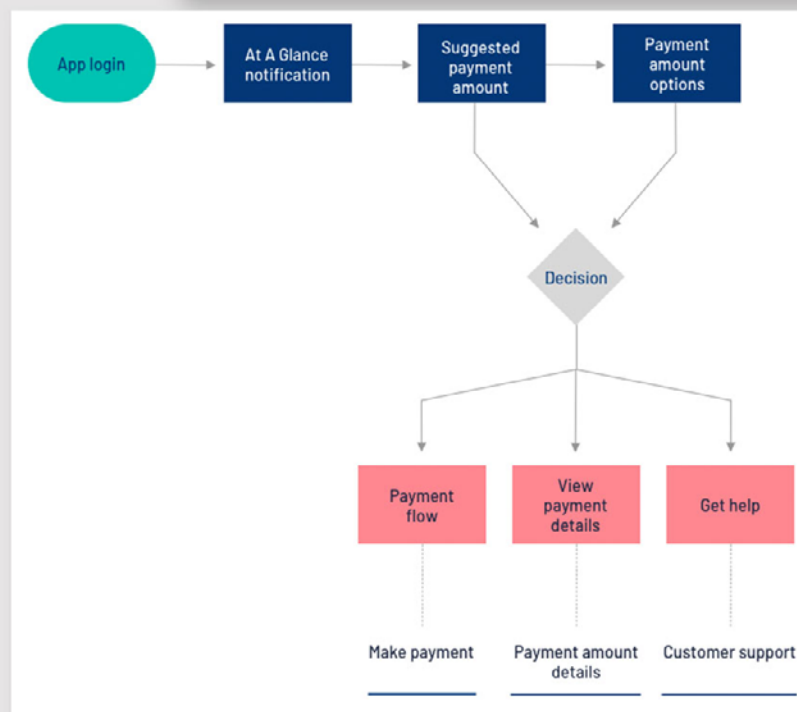 App login
At A Glance
notification
Suggested
payment
amount
Payment
amount
options
Decision
Payment
flow
View
payment
details
Get help
Make payment
Payment amount
details
Customer support